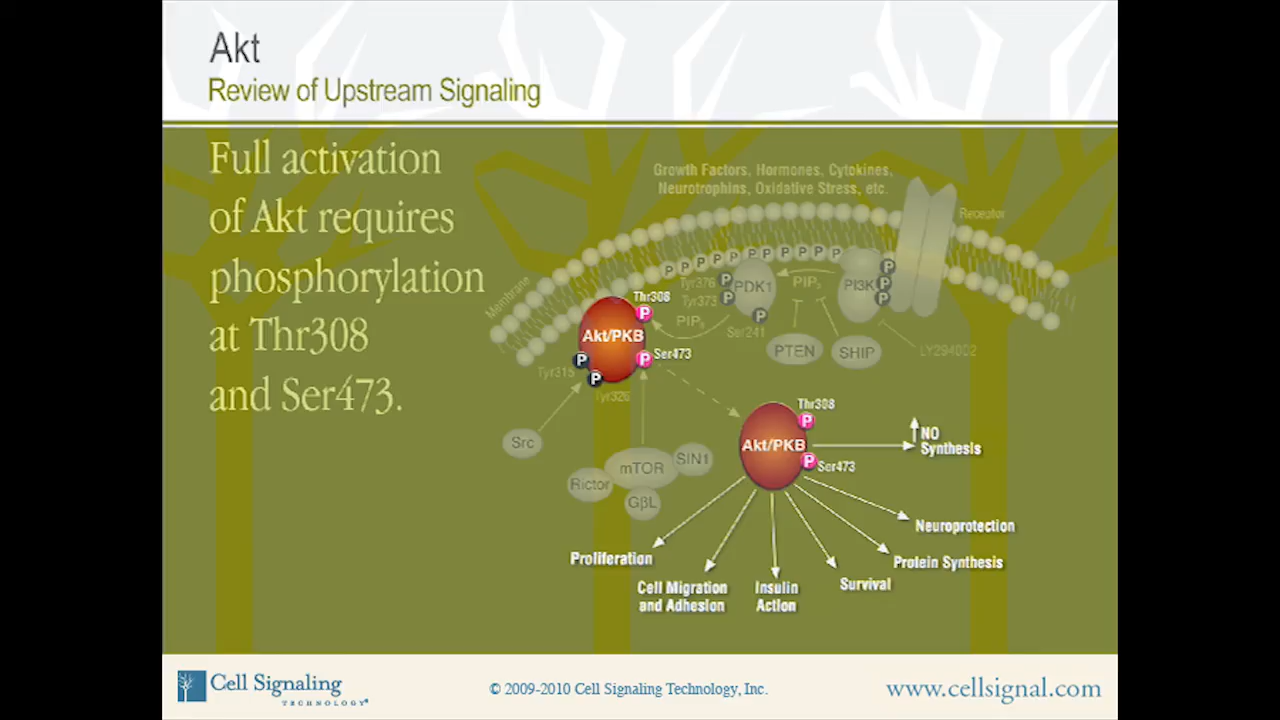 Akt
Review of Upstream Signaling
Full activation
of Akt requires
phosphorylation
at Thr308
and Ser473.
Growth Factors, Hormones, Cytokines,
Neurotrophins, Oxidative Stress, etc.
Receptor
Membrane
P P P P P P P P P P P
Tyr376
P
PDK1
PIP₃
PI3K
P
P
P
Thr308
Tyr373
P
P
PIP₃
P
Ser241
Akt/PKB
PTEN
SHIP
LY294002
P
Ser473
P
Tyr315
P
Tyr326
Thr308
P
Src
Akt/PKB
NO
Synthesis
SIN1
mTOR
P
Ser473
Rictor
GβL
Neuroprotection
Proliferation
Protein Synthesis
Cell Migration
and Adhesion
Insulin
Action
Survival
Cell Signaling
TECHNOLOGY®
© 2009-2010 Cell Signaling Technology, Inc.
www.cellsignal.com